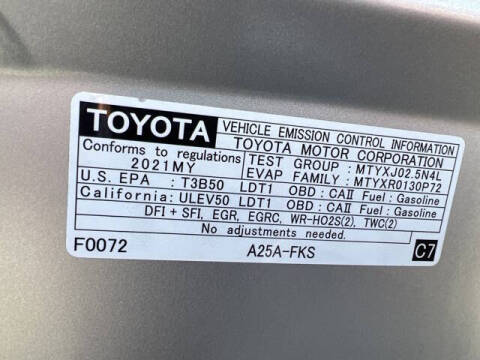 TOYOTA VEHICLE EMISSION CONTROL INFORMATION
TOYOTA MOTOR CORPORATION
Conforms to regulations TEST GROUP : MTYXJ02.5N4L
2021MY EVAP FAMILY : MTYXR0130P72
U.S. EPA : T3B50 LDT1 OBD : CAII Fuel : Gasoline
California: ULEV50 LDT1 OBD : CAII Fuel : Gasoline
DFI + SFI, EGR, EGRC, WR-HO2S(2), TWC(2)
No adjustments needed.
F0072 A25A-FKS C7